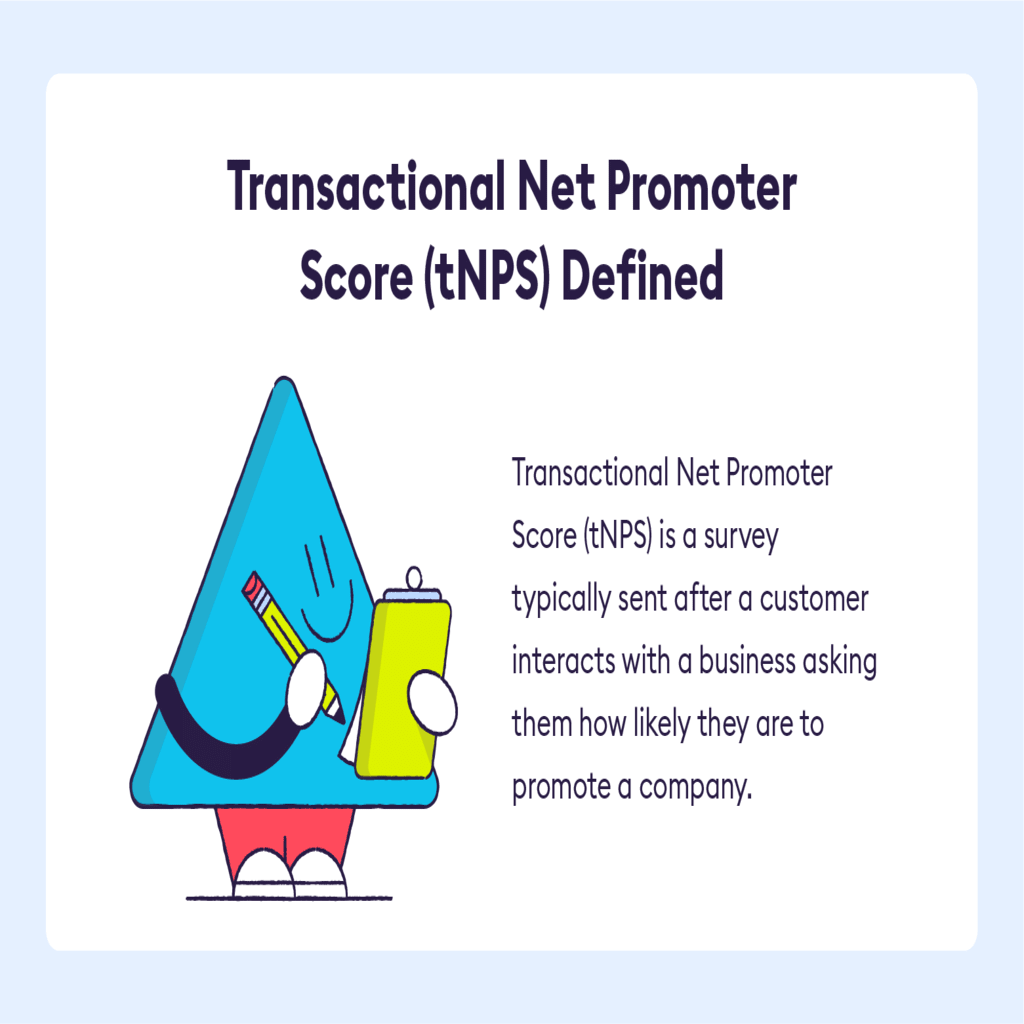 Transactional Net Promoter
Score (tNPS) Defined
Transactional Net Promoter
Score (tNPS) is a survey
typically sent after a customer
interacts with a business asking
them how likely they are to
promote a company.